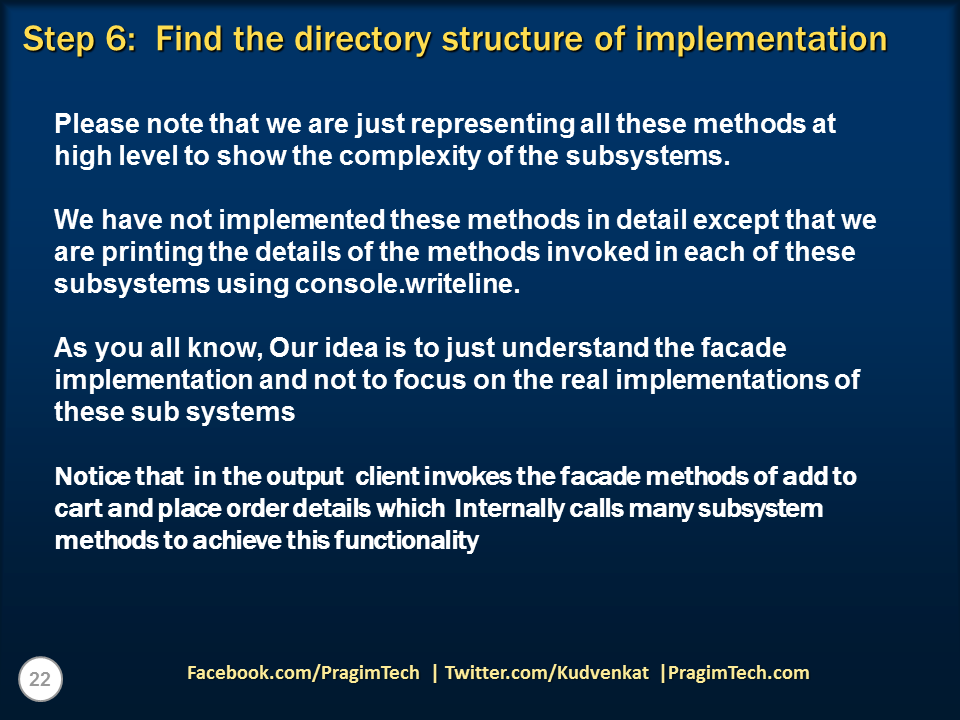 Step 6:  Find the directory structure of implementation
Please note that we are just representing all these methods at
high level to show the complexity of the subsystems.
We have not implemented these methods in detail except that we
are printing the details of the methods invoked in each of these
subsystems using console.writeline.
As you all know, Our idea is to just understand the facade
implementation and not to focus on the real implementations of
these sub systems
Notice that  in the output  client invokes the facade methods of add to
cart and place order details which Internally calls many subsystem
methods to achieve this functionality
22
Facebook.com/PragimTech | Twitter.com/Kudvenkat |PragimTech.com